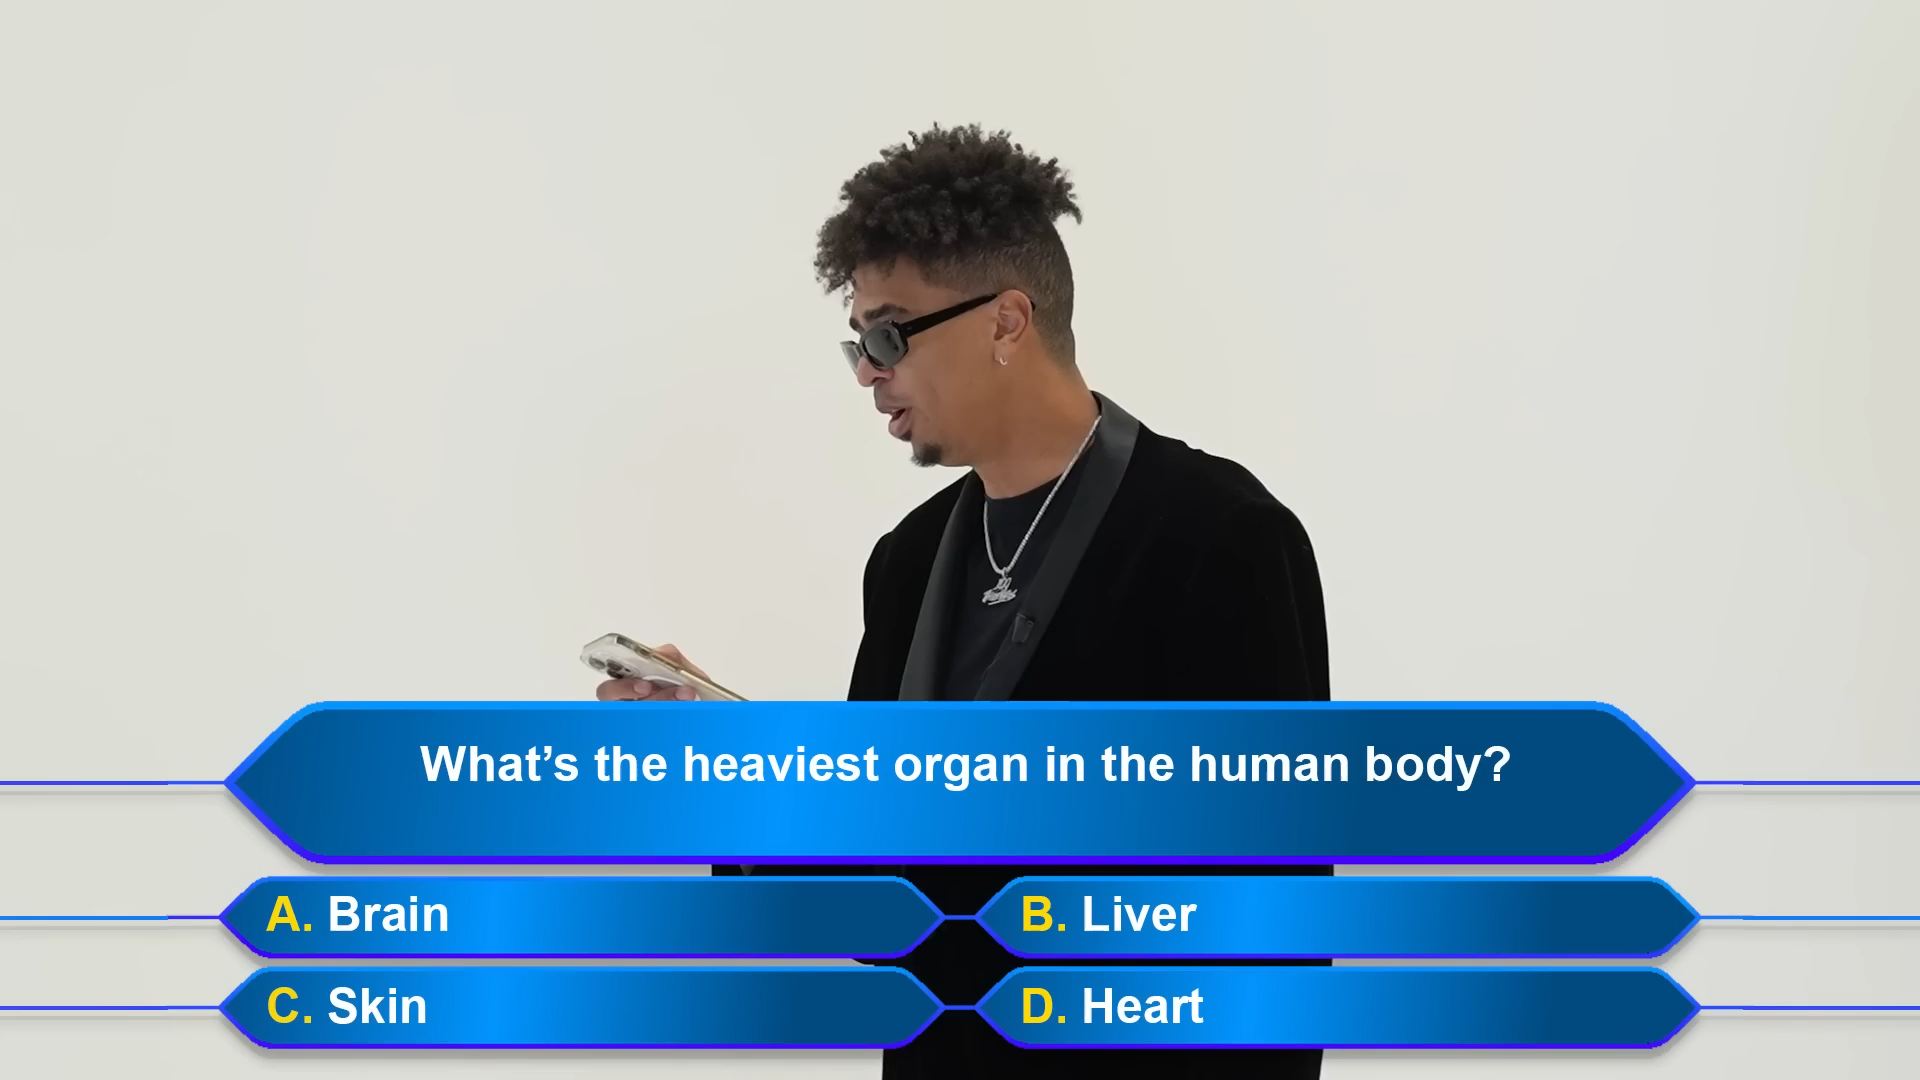 What’s the heaviest organ in the human body?
A. Brain
B. Liver
C. Skin
D. Heart